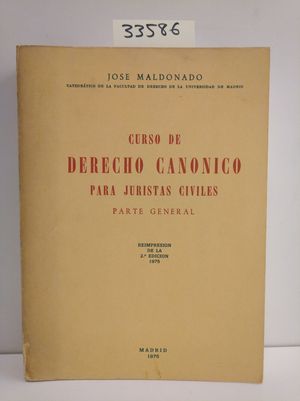 33586
JOSE MALDONADO
CATEDRÁTICO DE LA FACULTAD DE DERECHO DE LA UNIVERSIDAD DE MADRID
CURSO DE
DERECHO CANONICO
PARA JURISTAS CIVILES
PARTE GENERAL
REIMPRESION
DE LA
2.ª EDICION
1975
MADRID
1975